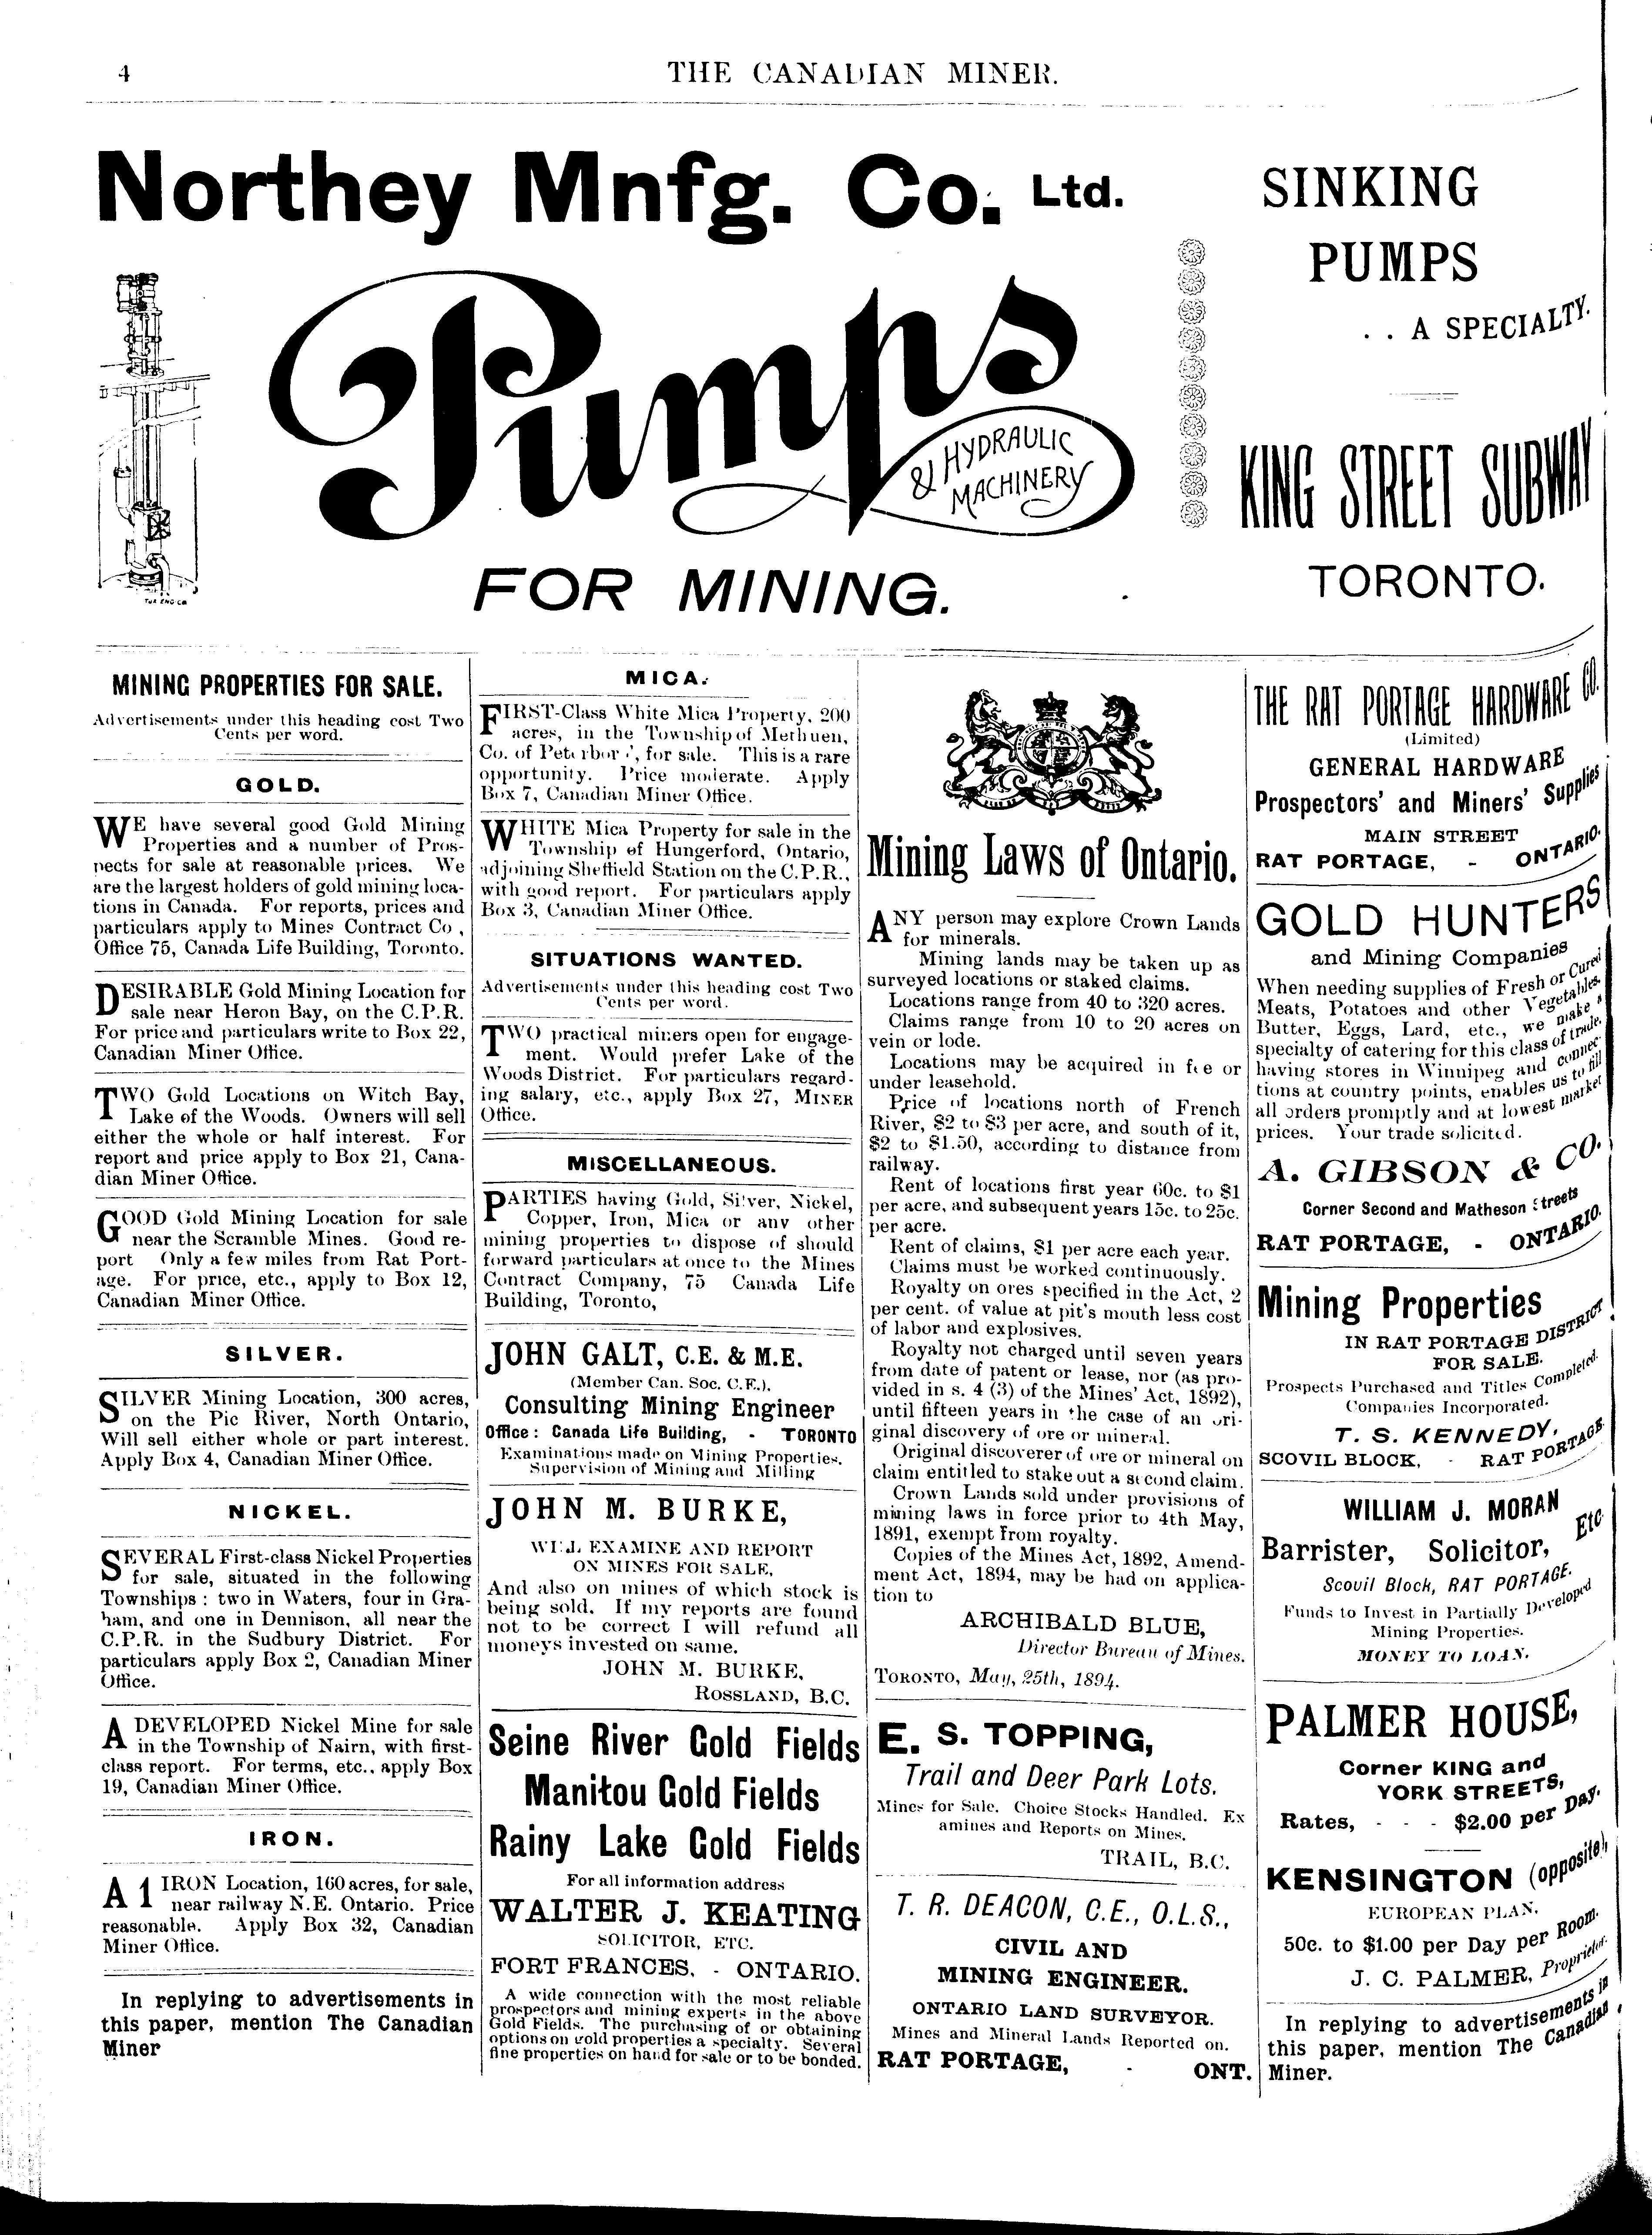 4
THE CANADIAN MINER.
Northey Mnfg. Co. Ltd.
Pumps
& HYDRAULIC
MACHINERY
FOR MINING.
SINKING
PUMPS
. . A SPECIALTY.
KING STREET SUBWAY
TORONTO.
MINING PROPERTIES FOR SALE.
Advertisements under this heading cost Two
Cents per word.
GOLD.
WE have several good Gold Mining
Properties and a number of Pros-
pects for sale at reasonable prices. We
are the largest holders of gold mining loca-
tions in Canada. For reports, prices and
particulars apply to Mines Contract Co,
Office 75, Canada Life Building, Toronto.
DESIRABLE Gold Mining Location for
sale near Heron Bay, on the C.P.R.
For price and particulars write to Box 22,
Canadian Miner Office.
TWO Gold Locations on Witch Bay,
Lake of the Woods. Owners will sell
either the whole or half interest. For
report and price apply to Box 21, Cana-
dian Miner Office.
GOOD Gold Mining Location for sale
near the Scramble Mines. Good re-
port Only a few miles from Rat Port-
age. For price, etc., apply to Box 12,
Canadian Miner Office.
SILVER.
SILVER Mining Location, 300 acres,
on the Pic River, North Ontario,
Will sell either whole or part interest.
Apply Box 4, Canadian Miner Office.
NICKEL.
SEVERAL First-class Nickel Properties
for sale, situated in the following
Townships : two in Waters, four in Gra-
ham, and one in Dennison, all near the
C.P.R. in the Sudbury District. For
particulars apply Box 2, Canadian Miner
Office.
A DEVELOPED Nickel Mine for sale
in the Township of Nairn, with first-
class report. For terms, etc., apply Box
19, Canadian Miner Office.
IRON.
A 1 IRON Location, 160 acres, for sale,
near railway N.E. Ontario. Price
reasonable. Apply Box 32, Canadian
Miner Office.
In replying to advertisements in
this paper, mention The Canadian
Miner
MICA.
FIRST-Class White Mica Property, 200
acres, in the Township of Methuen,
Co. of Peterbor', for sale. This is a rare
opportunity. Price moderate. Apply
Box 7, Canadian Miner Office.
WHITE Mica Property for sale in the
Township of Hungerford, Ontario,
adjoining Sheffield Station on the C.P.R.,
with good report. For particulars apply
Box 3, Canadian Miner Office.
SITUATIONS WANTED.
Advertisements under this heading cost Two
Cents per word.
TWO practical miners open for engage-
ment. Would prefer Lake of the
Woods District. For particulars regard-
ing salary, etc., apply Box 27, MINER
Office.
MISCELLANEOUS.
PARTIES having Gold, Silver, Nickel,
Copper, Iron, Mica or any other
mining properties to dispose of should
forward particulars at once to the Mines
Contract Company, 75 Canada Life
Building, Toronto,
JOHN GALT, C.E. & M.E.
(Member Can. Soc. C.E.),
Consulting Mining Engineer
Office: Canada Life Building, - TORONTO
Examinations made on Mining Properties.
Supervision of Mining and Milling
JOHN M. BURKE,
WILL EXAMINE AND REPORT
ON MINES FOR SALE,
And also on mines of which stock is
being sold. If my reports are found
not to be correct I will refund all
moneys invested on same.
JOHN M. BURKE,
ROSSLAND, B.C.
Seine River Gold Fields
Manitou Gold Fields
Rainy Lake Gold Fields
For all information address
WALTER J. KEATING
SOLICITOR, ETC.
FORT FRANCES, - ONTARIO.
A wide connection with the most reliable
prospectors and mining experts in the above
Gold Fields. The purchasing of or obtaining
options on gold properties a specialty. Several
fine properties on hand for sale or to be bonded.
Mining Laws of Ontario.
ANY person may explore Crown Lands
for minerals.
Mining lands may be taken up as
surveyed locations or staked claims.
Locations range from 40 to 320 acres.
Claims range from 10 to 20 acres on
vein or lode.
Locations may be acquired in fee or
under leasehold.
Price of locations north of French
River, $2 to $3 per acre, and south of it,
$2 to $1.50, according to distance from
railway.
Rent of locations first year 60c. to $1
per acre, and subsequent years 15c. to 25c.
per acre.
Rent of claims, $1 per acre each year.
Claims must be worked continuously.
Royalty on ores specified in the Act, 2
per cent. of value at pit's mouth less cost
of labor and explosives.
Royalty not charged until seven years
from date of patent or lease, nor (as pro-
vided in s. 4 (3) of the Mines' Act, 1892),
until fifteen years in the case of an ori-
ginal discovery of ore or mineral.
Original discoverer of ore or mineral on
claim entitled to stake out a second claim.
Crown Lands sold under provisions of
mining laws in force prior to 4th May,
1891, exempt from royalty.
Copies of the Mines Act, 1892, Amend-
ment Act, 1894, may be had on applica-
tion to
ARCHIBALD BLUE,
Director Bureau of Mines.
TORONTO, May, 25th, 1894.
E. S. TOPPING,
Trail and Deer Park Lots.
Mines for Sale. Choice Stocks Handled. Ex
amines and Reports on Mines.
TRAIL, B.C.
T. R. DEACON, C.E., O.L.S.,
CIVIL AND
MINING ENGINEER.
ONTARIO LAND SURVEYOR.
Mines and Mineral Lands Reported on.
RAT PORTAGE, - ONT.
THE RAT PORTAGE HARDWARE CO.
(Limited)
GENERAL HARDWARE
Prospectors' and Miners' Supplies
MAIN STREET
RAT PORTAGE, - ONTARIO.
GOLD HUNTERS
and Mining Companies
When needing supplies of Fresh or Cured
Meats, Potatoes and other Vegetables.
Butter, Eggs, Lard, etc., we make a
specialty of catering for this class of trade.
having stores in Winnipeg and connec-
tions at country points, enables us to fill
all orders promptly and at lowest market
prices. Your trade solicited.
A. GIBSON & CO.
Corner Second and Matheson Streets
RAT PORTAGE, - ONTARIO.
Mining Properties
IN RAT PORTAGE DISTRICT
FOR SALE.
Prospects Purchased and Titles Completed.
Companies Incorporated.
T. S. KENNEDY,
SCOVIL BLOCK, - RAT PORTAGE.
WILLIAM J. MORAN
Barrister, Solicitor, Etc
Scovil Block, RAT PORTAGE.
Funds to Invest in Partially Developed
Mining Properties.
MONEY TO LOAN.
PALMER HOUSE,
Corner KING and
YORK STREETS,
Rates, - - - $2.00 per Day.
KENSINGTON (opposite),
EUROPEAN PLAN.
50c. to $1.00 per Day per Room.
J. C. PALMER, Proprietor.
In replying to advertisements in
this paper, mention The Canadian
Miner.